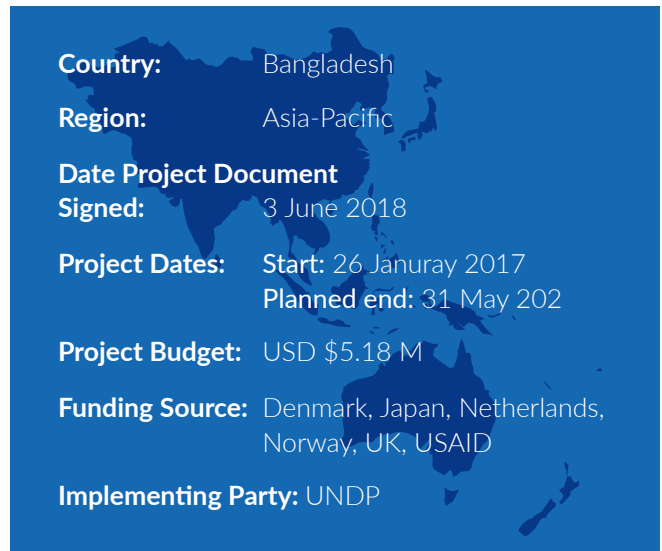 Country: Bangladesh
Region: Asia-Pacific
Date Project Document
Signed: 3 June 2018
Project Dates: Start: 26 Januray 2017
Planned end: 31 May 202
Project Budget: USD $5.18 M
Funding Source: Denmark, Japan, Netherlands,
Norway, UK, USAID
Implementing Party: UNDP